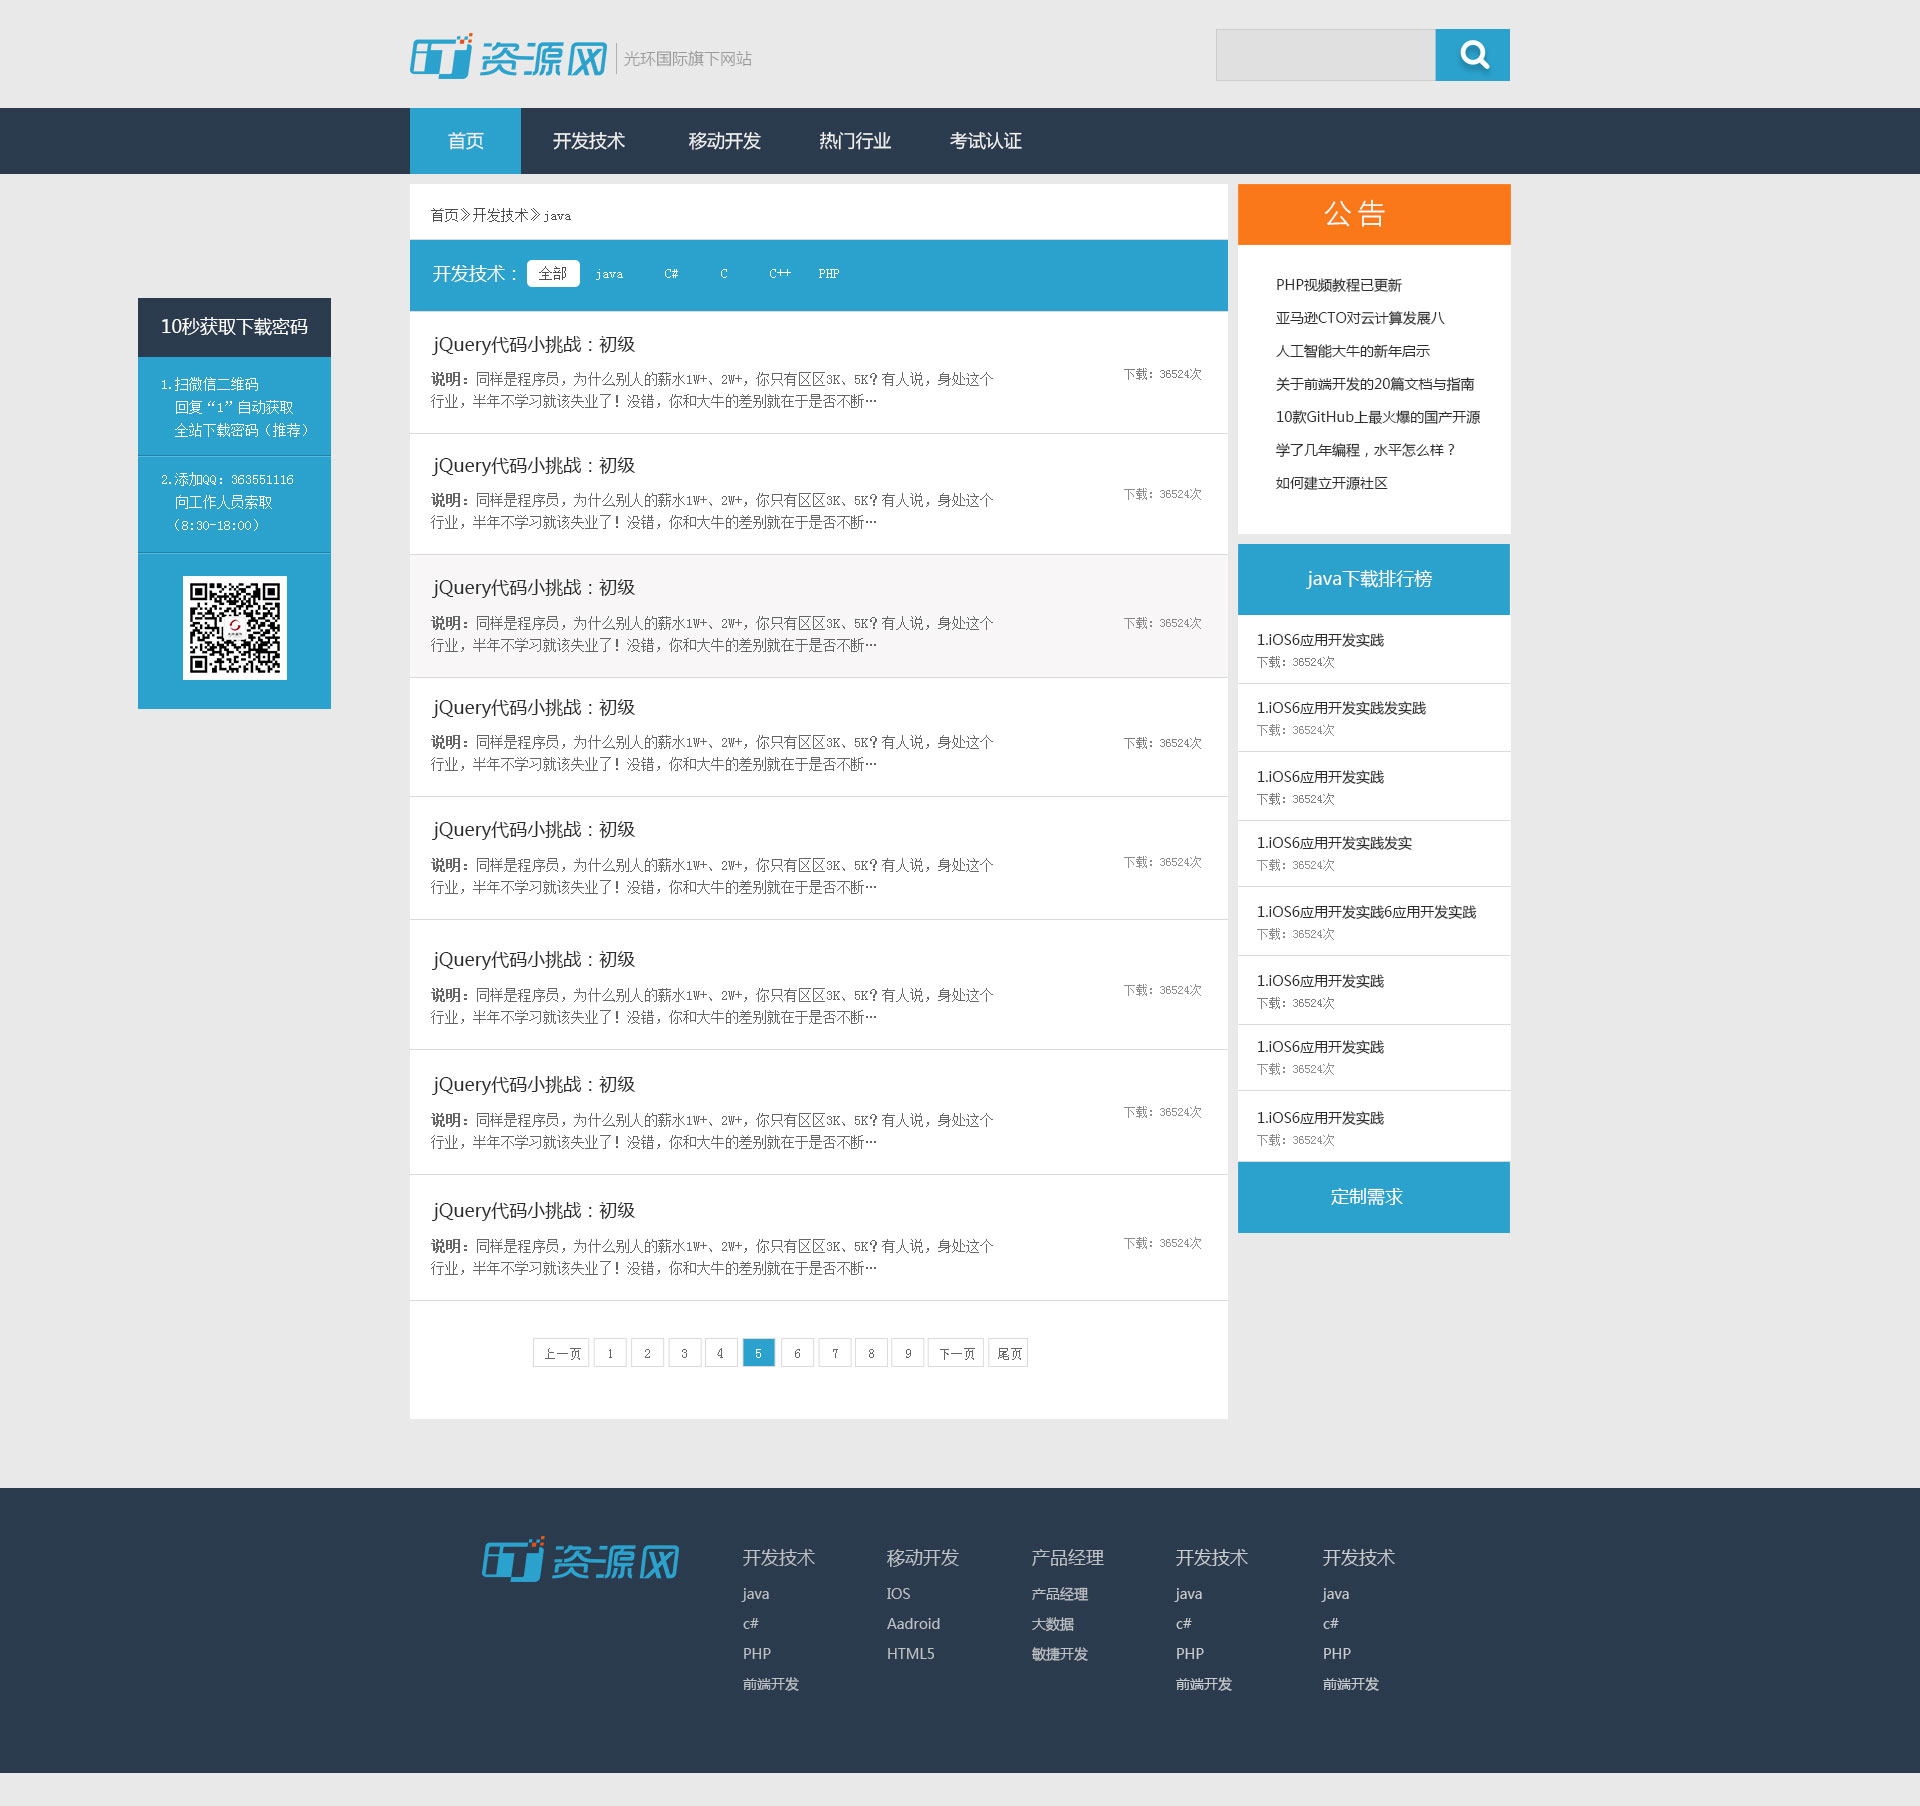 IT资源网
光环国际旗下网站
首页 开发技术 移动开发 热门行业 考试认证
首页》开发技术》java
开发技术： 全部 java C# C C++ PHP
10秒获取下载密码
1.扫微信二维码
回复“1”自动获取
全站下载密码（推荐）
2.添加QQ：363551116
向工作人员索取
（8:30-18:00）
jQuery代码小挑战：初级
说明：同样是程序员，为什么别人的薪水1W+、2W+，你只有区区3K、5K？有人说，身处这个
行业，半年不学习就该失业了！没错，你和大牛的差别就在于是否不断…
下载：36524次
jQuery代码小挑战：初级
说明：同样是程序员，为什么别人的薪水1W+、2W+，你只有区区3K、5K？有人说，身处这个
行业，半年不学习就该失业了！没错，你和大牛的差别就在于是否不断…
下载：36524次
jQuery代码小挑战：初级
说明：同样是程序员，为什么别人的薪水1W+、2W+，你只有区区3K、5K？有人说，身处这个
行业，半年不学习就该失业了！没错，你和大牛的差别就在于是否不断…
下载：36524次
jQuery代码小挑战：初级
说明：同样是程序员，为什么别人的薪水1W+、2W+，你只有区区3K、5K？有人说，身处这个
行业，半年不学习就该失业了！没错，你和大牛的差别就在于是否不断…
下载：36524次
jQuery代码小挑战：初级
说明：同样是程序员，为什么别人的薪水1W+、2W+，你只有区区3K、5K？有人说，身处这个
行业，半年不学习就该失业了！没错，你和大牛的差别就在于是否不断…
下载：36524次
jQuery代码小挑战：初级
说明：同样是程序员，为什么别人的薪水1W+、2W+，你只有区区3K、5K？有人说，身处这个
行业，半年不学习就该失业了！没错，你和大牛的差别就在于是否不断…
下载：36524次
jQuery代码小挑战：初级
说明：同样是程序员，为什么别人的薪水1W+、2W+，你只有区区3K、5K？有人说，身处这个
行业，半年不学习就该失业了！没错，你和大牛的差别就在于是否不断…
下载：36524次
jQuery代码小挑战：初级
说明：同样是程序员，为什么别人的薪水1W+、2W+，你只有区区3K、5K？有人说，身处这个
行业，半年不学习就该失业了！没错，你和大牛的差别就在于是否不断…
下载：36524次
上一页 1 2 3 4 5 6 7 8 9 下一页 尾页
公告
PHP视频教程已更新
亚马逊CTO对云计算发展八
人工智能大牛的新年启示
关于前端开发的20篇文档与指南
10款GitHub上最火爆的国产开源
学了几年编程，水平怎么样？
如何建立开源社区
java下载排行榜
1.iOS6应用开发实践
下载：36524次
1.iOS6应用开发实践发实践
下载：36524次
1.iOS6应用开发实践
下载：36524次
1.iOS6应用开发实践发实
下载：36524次
1.iOS6应用开发实践6应用开发实践
下载：36524次
1.iOS6应用开发实践
下载：36524次
1.iOS6应用开发实践
下载：36524次
1.iOS6应用开发实践
下载：36524次
定制需求
IT资源网
开发技术
java
c#
PHP
前端开发
移动开发
IOS
Aadroid
HTML5
产品经理
产品经理
大数据
敏捷开发
开发技术
java
c#
PHP
前端开发
开发技术
java
c#
PHP
前端开发